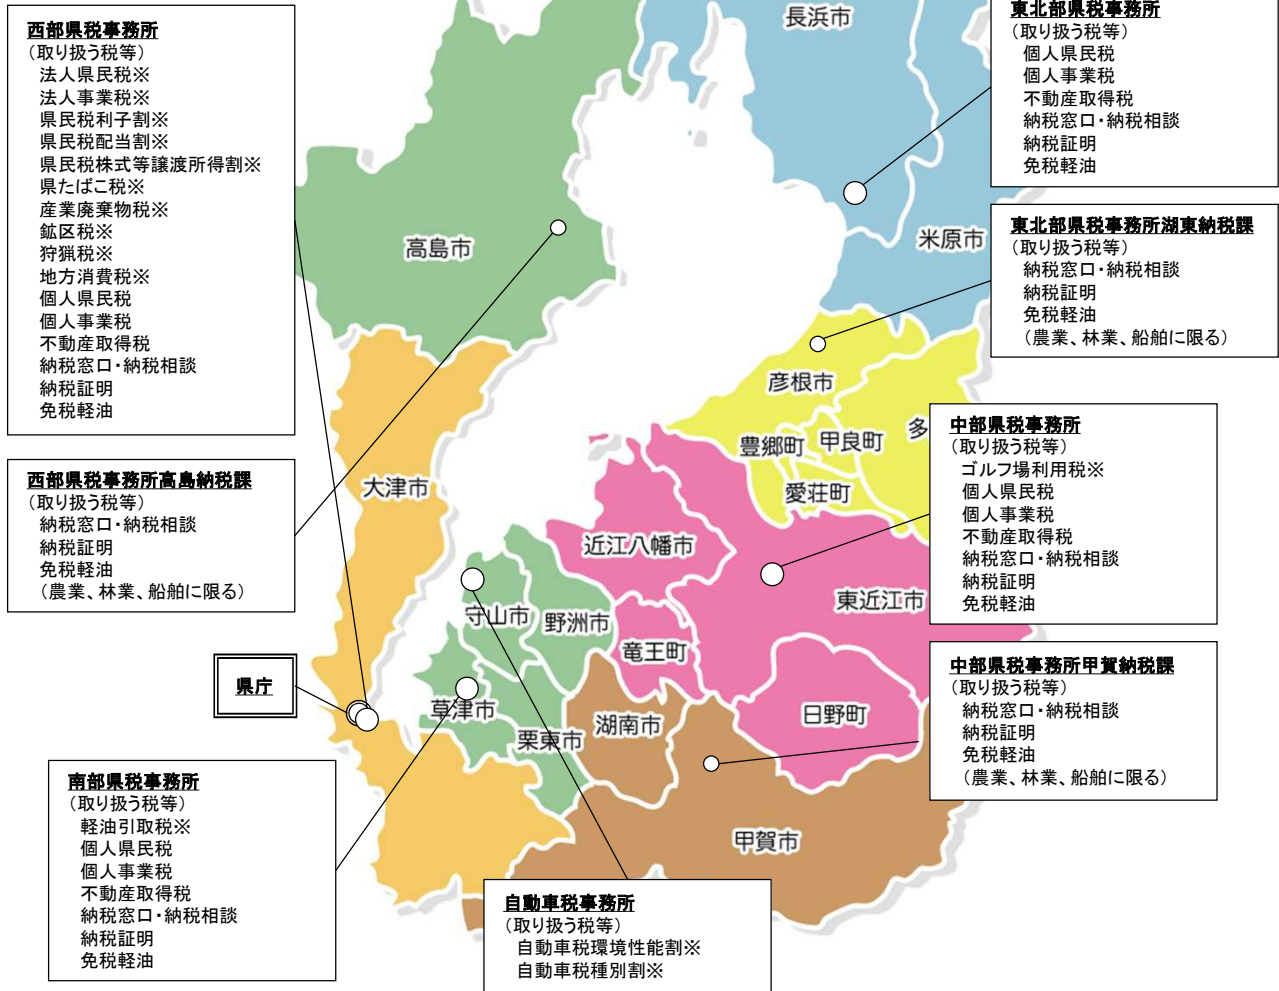 西部県税事務所
(取り扱う税等)
法人県民税※
法人事業税※
県民税利子割※
県民税配当割※
県民税株式等譲渡所得割※
県たばこ税※
産業廃棄物税※
鉱区税※
狩猟税※
地方消費税※
個人県民税
個人事業税
不動産取得税
納税窓口・納税相談
納税証明
免税軽油
西部県税事務所高島納税課
(取り扱う税等)
納税窓口・納税相談
納税証明
免税軽油
(農業、林業、船舶に限る)
県庁
南部県税事務所
(取り扱う税等)
軽油引取税※
個人県民税
個人事業税
不動産取得税
納税窓口・納税相談
納税証明
免税軽油
自動車税事務所
(取り扱う税等)
自動車税環境性能割※
自動車税種別割※
東北部県税事務所
(取り扱う税等)
個人県民税
個人事業税
不動産取得税
納税窓口・納税相談
納税証明
免税軽油
東北部県税事務所湖東納税課
(取り扱う税等)
納税窓口・納税相談
納税証明
免税軽油
(農業、林業、船舶に限る)
中部県税事務所
(取り扱う税等)
ゴルフ場利用税※
個人県民税
個人事業税
不動産取得税
納税窓口・納税相談
納税証明
免税軽油
中部県税事務所甲賀納税課
(取り扱う税等)
納税窓口・納税相談
納税証明
免税軽油
(農業、林業、船舶に限る)
長浜市
米原市
高島市
彦根市
豊郷町
甲良町
多
愛荘町
大津市
近江八幡市
東近江市
守山市
野洲市
竜王町
日野町
草津市
栗東市
湖南市
甲賀市